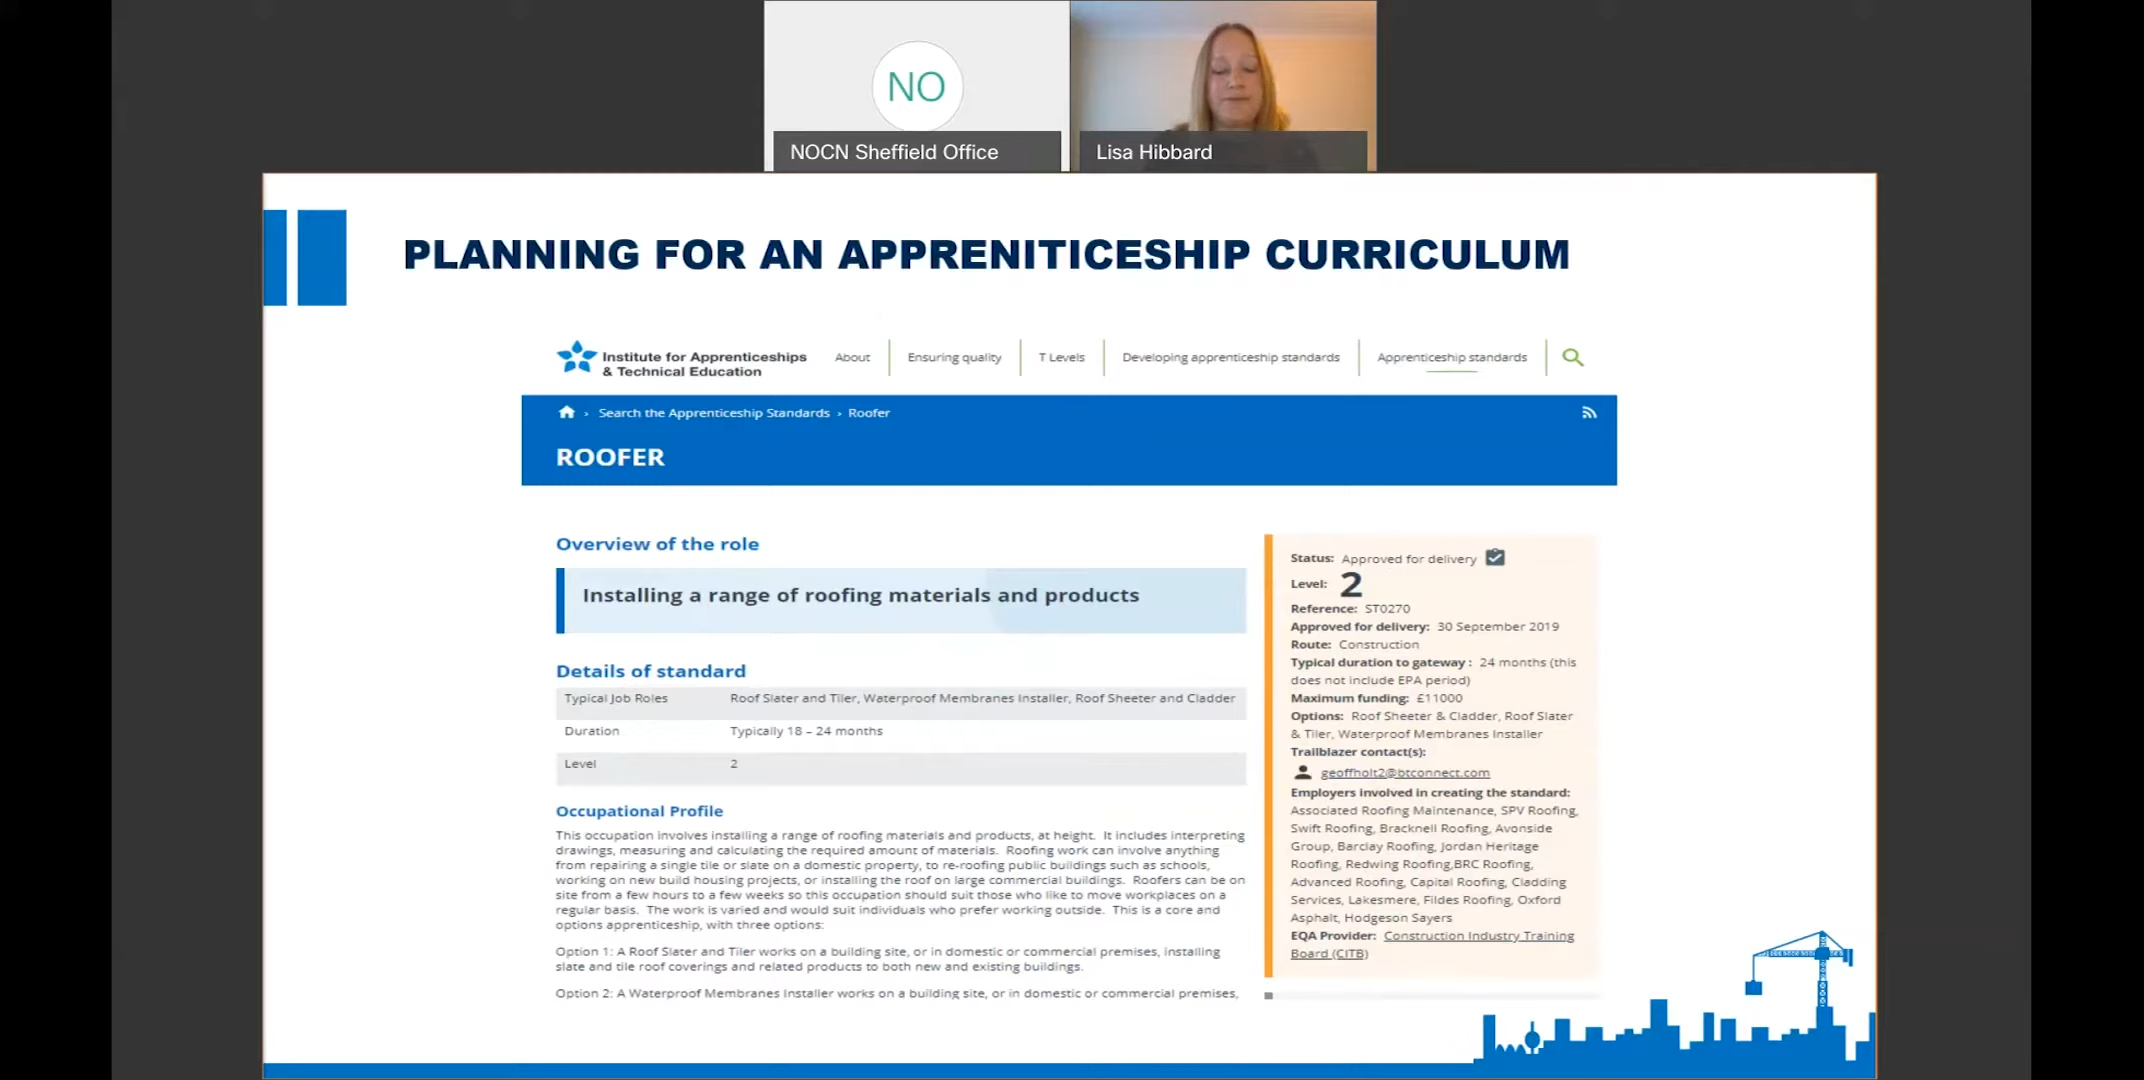 NO
NOCN Sheffield Office
Lisa Hibbard
PLANNING FOR AN APPRENITICESHIP CURRICULUM
Institute for Apprenticeships
& Technical Education
About
Ensuring quality
T Levels
Developing apprenticeship standards
Apprenticeship standards
Search the Apprenticeship Standards › Roofer
ROOFER
Overview of the role
Installing a range of roofing materials and products
Details of standard
Typical Job Roles Roof Slater and Tiler, Waterproof Membranes Installer, Roof Sheeter and Cladder
Duration Typically 18 – 24 months
Level 2
Occupational Profile
This occupation involves installing a range of roofing materials and products, at height. It includes interpreting
drawings, measuring and calculating the required amount of materials. Roofing work can involve anything
from repairing a single tile or slate on a domestic property, to re-roofing public buildings such as schools,
working on new build housing projects, or installing the roof on large commercial buildings. Roofers can be on
site from a few hours to a few weeks so this occupation should suit those who like to move workplaces on a
regular basis. The work is varied and would suit individuals who prefer working outside. This is a core and
options apprenticeship, with three options:
Option 1: A Roof Slater and Tiler works on a building site, or in domestic or commercial premises, installing
slate and tile roof coverings and related products to both new and existing buildings.
Option 2: A Waterproof Membranes Installer works on a building site, or in domestic or commercial premises,
Status: Approved for delivery
Level: 2
Reference: ST0270
Approved for delivery: 30 September 2019
Route: Construction
Typical duration to gateway : 24 months (this
does not include EPA period)
Maximum funding: £11000
Options: Roof Sheeter & Cladder, Roof Slater
& Tiler, Waterproof Membranes Installer
Trailblazer contact(s):
geoffholt2@btconnect.com
Employers involved in creating the standard:
Associated Roofing Maintenance, SPV Roofing,
Swift Roofing, Bracknell Roofing, Avonside
Group, Barclay Roofing, Jordan Heritage
Roofing, Redwing Roofing,BRC Roofing,
Advanced Roofing, Capital Roofing, Cladding
Services, Lakesmere, Fildes Roofing, Oxford
Asphalt, Hodgeson Sayers
EQA Provider: Construction Industry Training
Board (CITB)